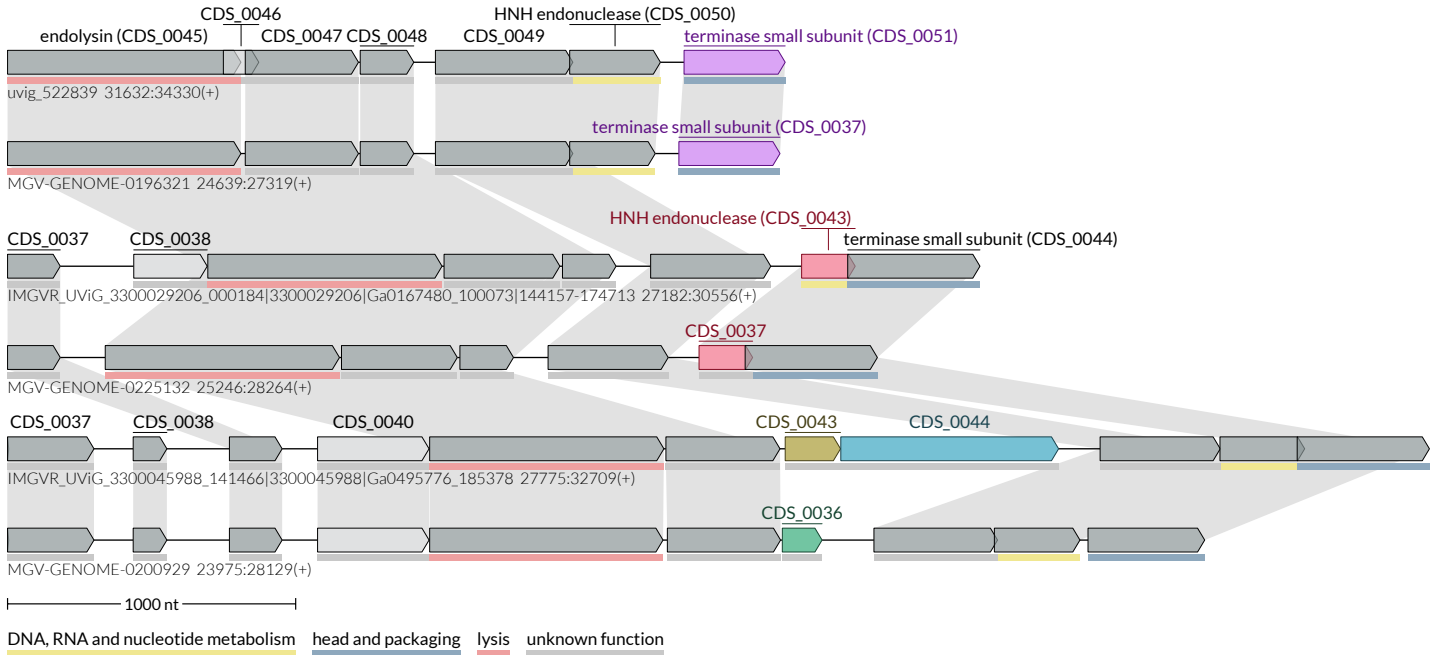 CDS_0046 HNH endonuclease (CDS_0050)
endolysin (CDS_0045) CDS_0047 CDS_0048 CDS_0049 terminase small subunit (CDS_0051)
uvig_522839 31632:34330(+)
terminase small subunit (CDS_0037)
MGV-GENOME-0196321 24639:27319(+)
HNH endonuclease (CDS_0043)
CDS_0037 CDS_0038 terminase small subunit (CDS_0044)
IMGVR_UViG_3300029206_000184|3300029206|Ga0167480_100073|144157-174713 27182:30556(+)
CDS_0037
MGV-GENOME-0225132 25246:28264(+)
CDS_0037 CDS_0038 CDS_0040 CDS_0043 CDS_0044
IMGVR_UViG_3300045988_141466|3300045988|Ga0495776_185378 27775:32709(+)
CDS_0036
MGV-GENOME-0200929 23975:28129(+)
1000 nt
DNA, RNA and nucleotide metabolism head and packaging lysis unknown function